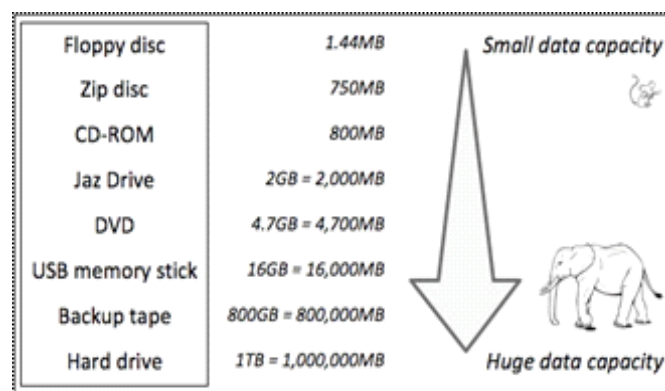 Floppy disc 1.44MB Small data capacity
Zip disc 750MB
CD-ROM 800MB
Jaz Drive 2GB = 2,000MB
DVD 4.7GB = 4,700MB
USB memory stick 16GB = 16,000MB
Backup tape 800GB = 800,000MB
Hard drive 1TB = 1,000,000MB Huge data capacity